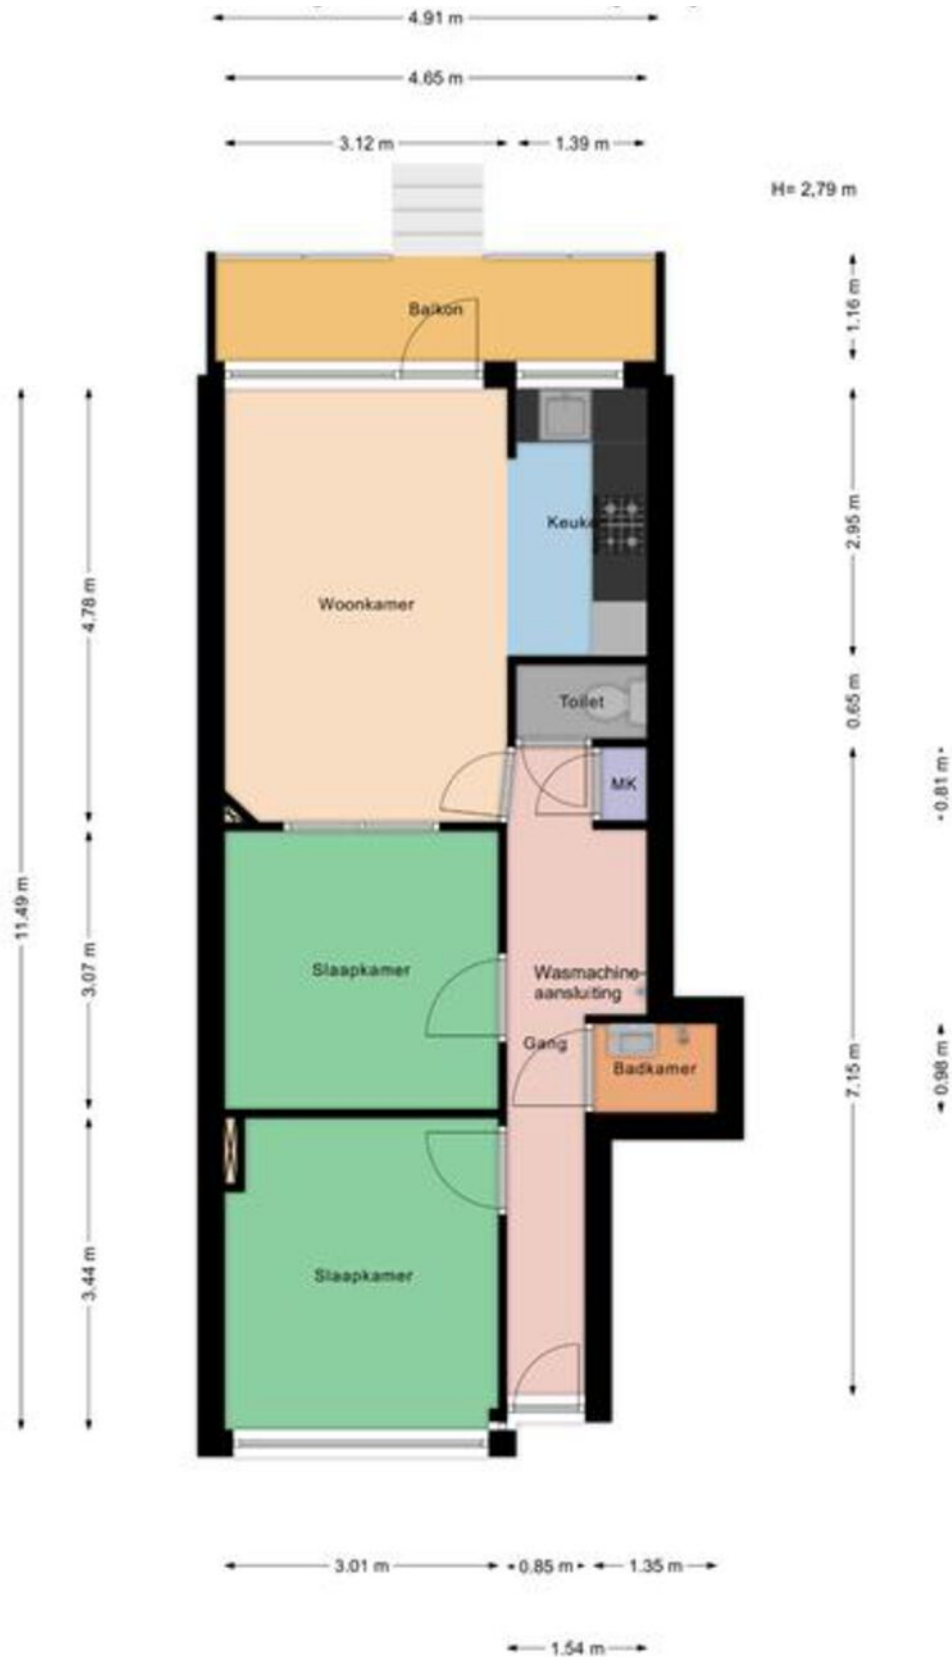 4.91 m
4.65 m
3.12 m
1.39 m
H= 2,79 m
Balkon
1.16 m
4.78 m
2.95 m
Keuke
Woonkamer
Toilet
0.65 m
MK
0.81 m
11.49 m
3.07 m
Slaapkamer
Wasmachine-
aansluiting
Gang
Badkamer
7.15 m
0.98 m
3.44 m
Slaapkamer
3.01 m
0.85 m
1.35 m
1.54 m